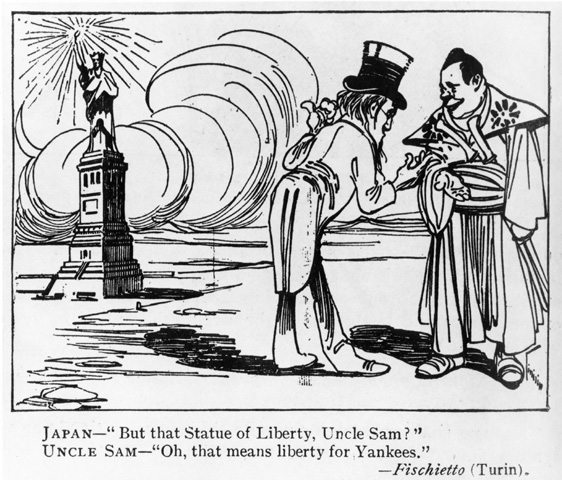 JAPAN—“But that Statue of Liberty, Uncle Sam?”
UNCLE SAM—“Oh, that means liberty for Yankees.”
—Fischietto (Turin).